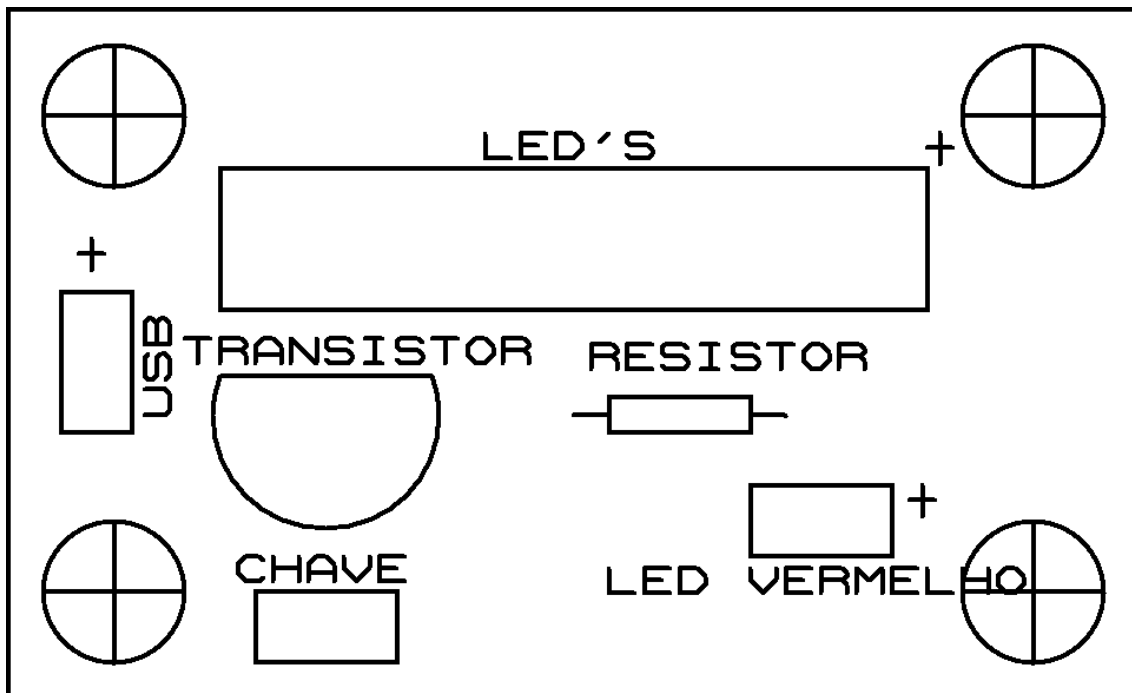 LED'S
+
+
USB
TRANSISTOR
RESISTOR
+
CHAVE
LED VERMELHO